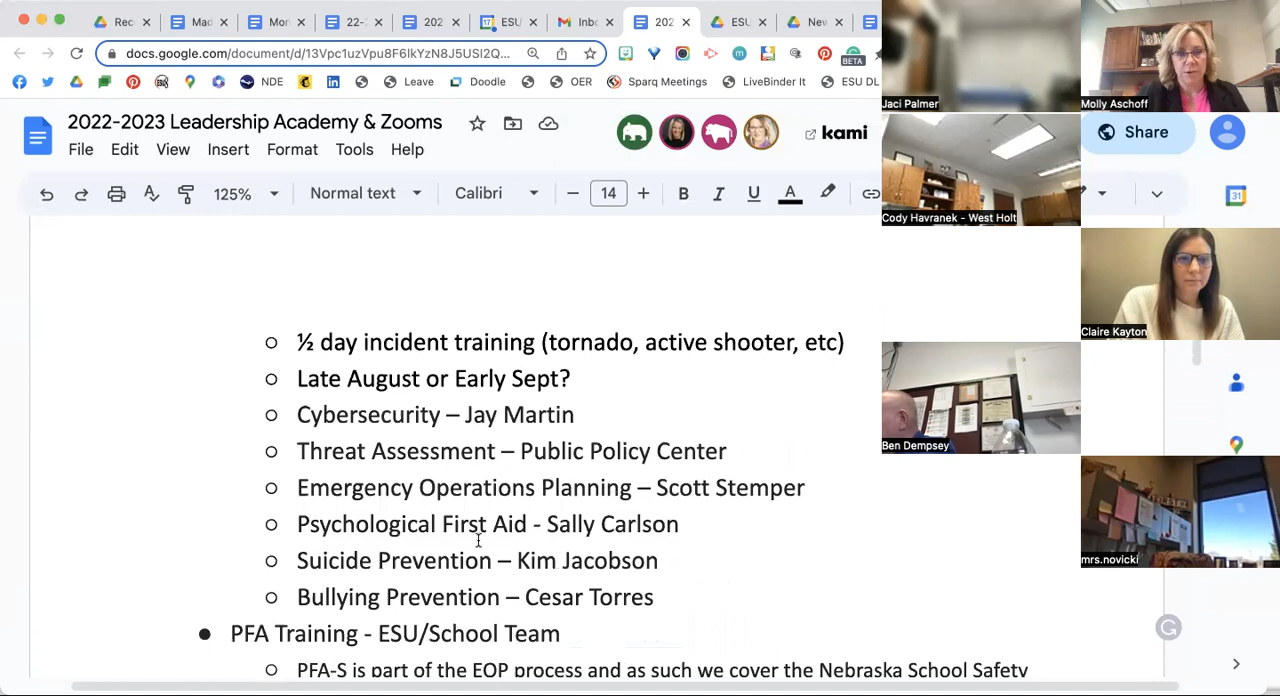 Rec
Mad
Mon
22-
202
ESU
Inb
202
ESU
New
docs.google.com/document/d/13Vpc1uzVpu8F6lkYzN8J5USI2Q...
BETA
NDE
Leave
Doodle
OER
Sparq Meetings
LiveBinder It
ESU DL
2022-2023 Leadership Academy & Zooms
kami
Share
File Edit View Insert Format Tools Help
125% Normal text Calibri 14 B I U A
31
½ day incident training (tornado, active shooter, etc)
Late August or Early Sept?
Cybersecurity – Jay Martin
Threat Assessment – Public Policy Center
Emergency Operations Planning – Scott Stemper
Psychological First Aid - Sally Carlson
Suicide Prevention – Kim Jacobson
Bullying Prevention – Cesar Torres
PFA Training - ESU/School Team
PFA-S is part of the EOP process and as such we cover the Nebraska School Safety
Jaci Palmer
Molly Aschoff
Cody Havranek - West Holt
Claire Kayton
Ben Dempsey
mrs.novicki